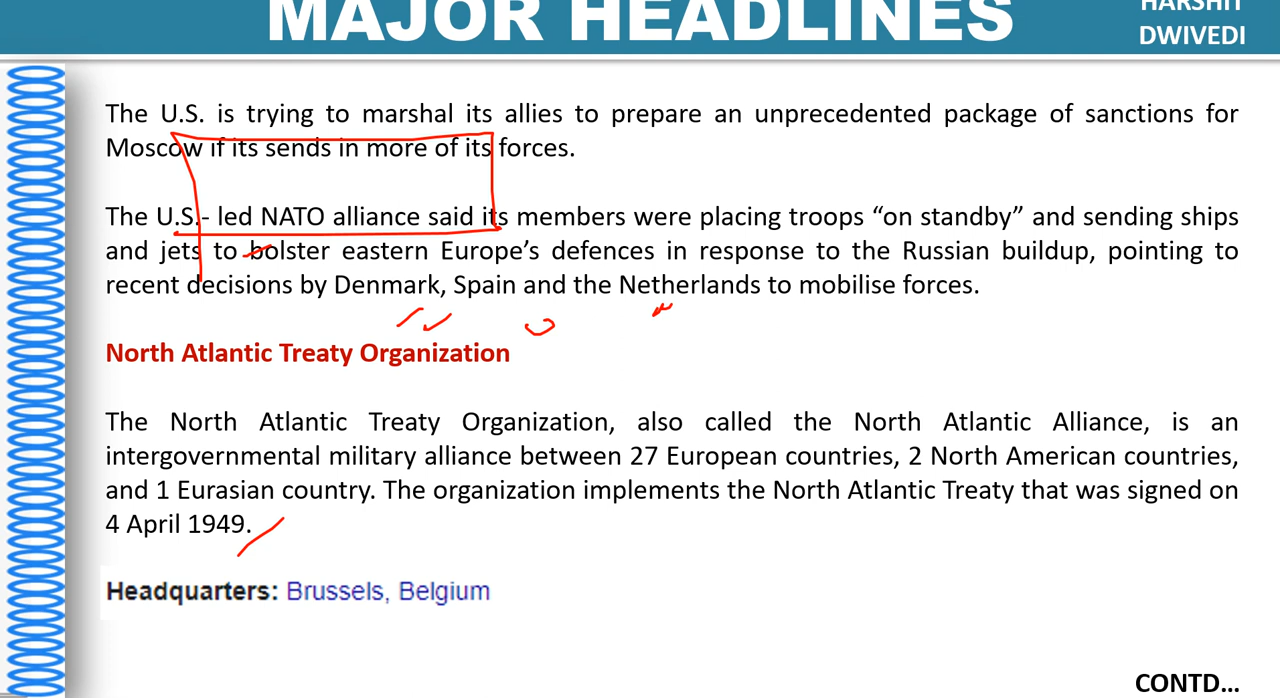 MAJOR HEADLINES
HARSHIT
DWIVEDI
The U.S. is trying to marshal its allies to prepare an unprecedented package of sanctions for
Moscow if its sends in more of its forces.
The U.S.- led NATO alliance said its members were placing troops “on standby” and sending ships
and jets to bolster eastern Europe’s defences in response to the Russian buildup, pointing to
recent decisions by Denmark, Spain and the Netherlands to mobilise forces.
North Atlantic Treaty Organization
The North Atlantic Treaty Organization, also called the North Atlantic Alliance, is an
intergovernmental military alliance between 27 European countries, 2 North American countries,
and 1 Eurasian country. The organization implements the North Atlantic Treaty that was signed on
4 April 1949.
Headquarters: Brussels, Belgium
CONTD...